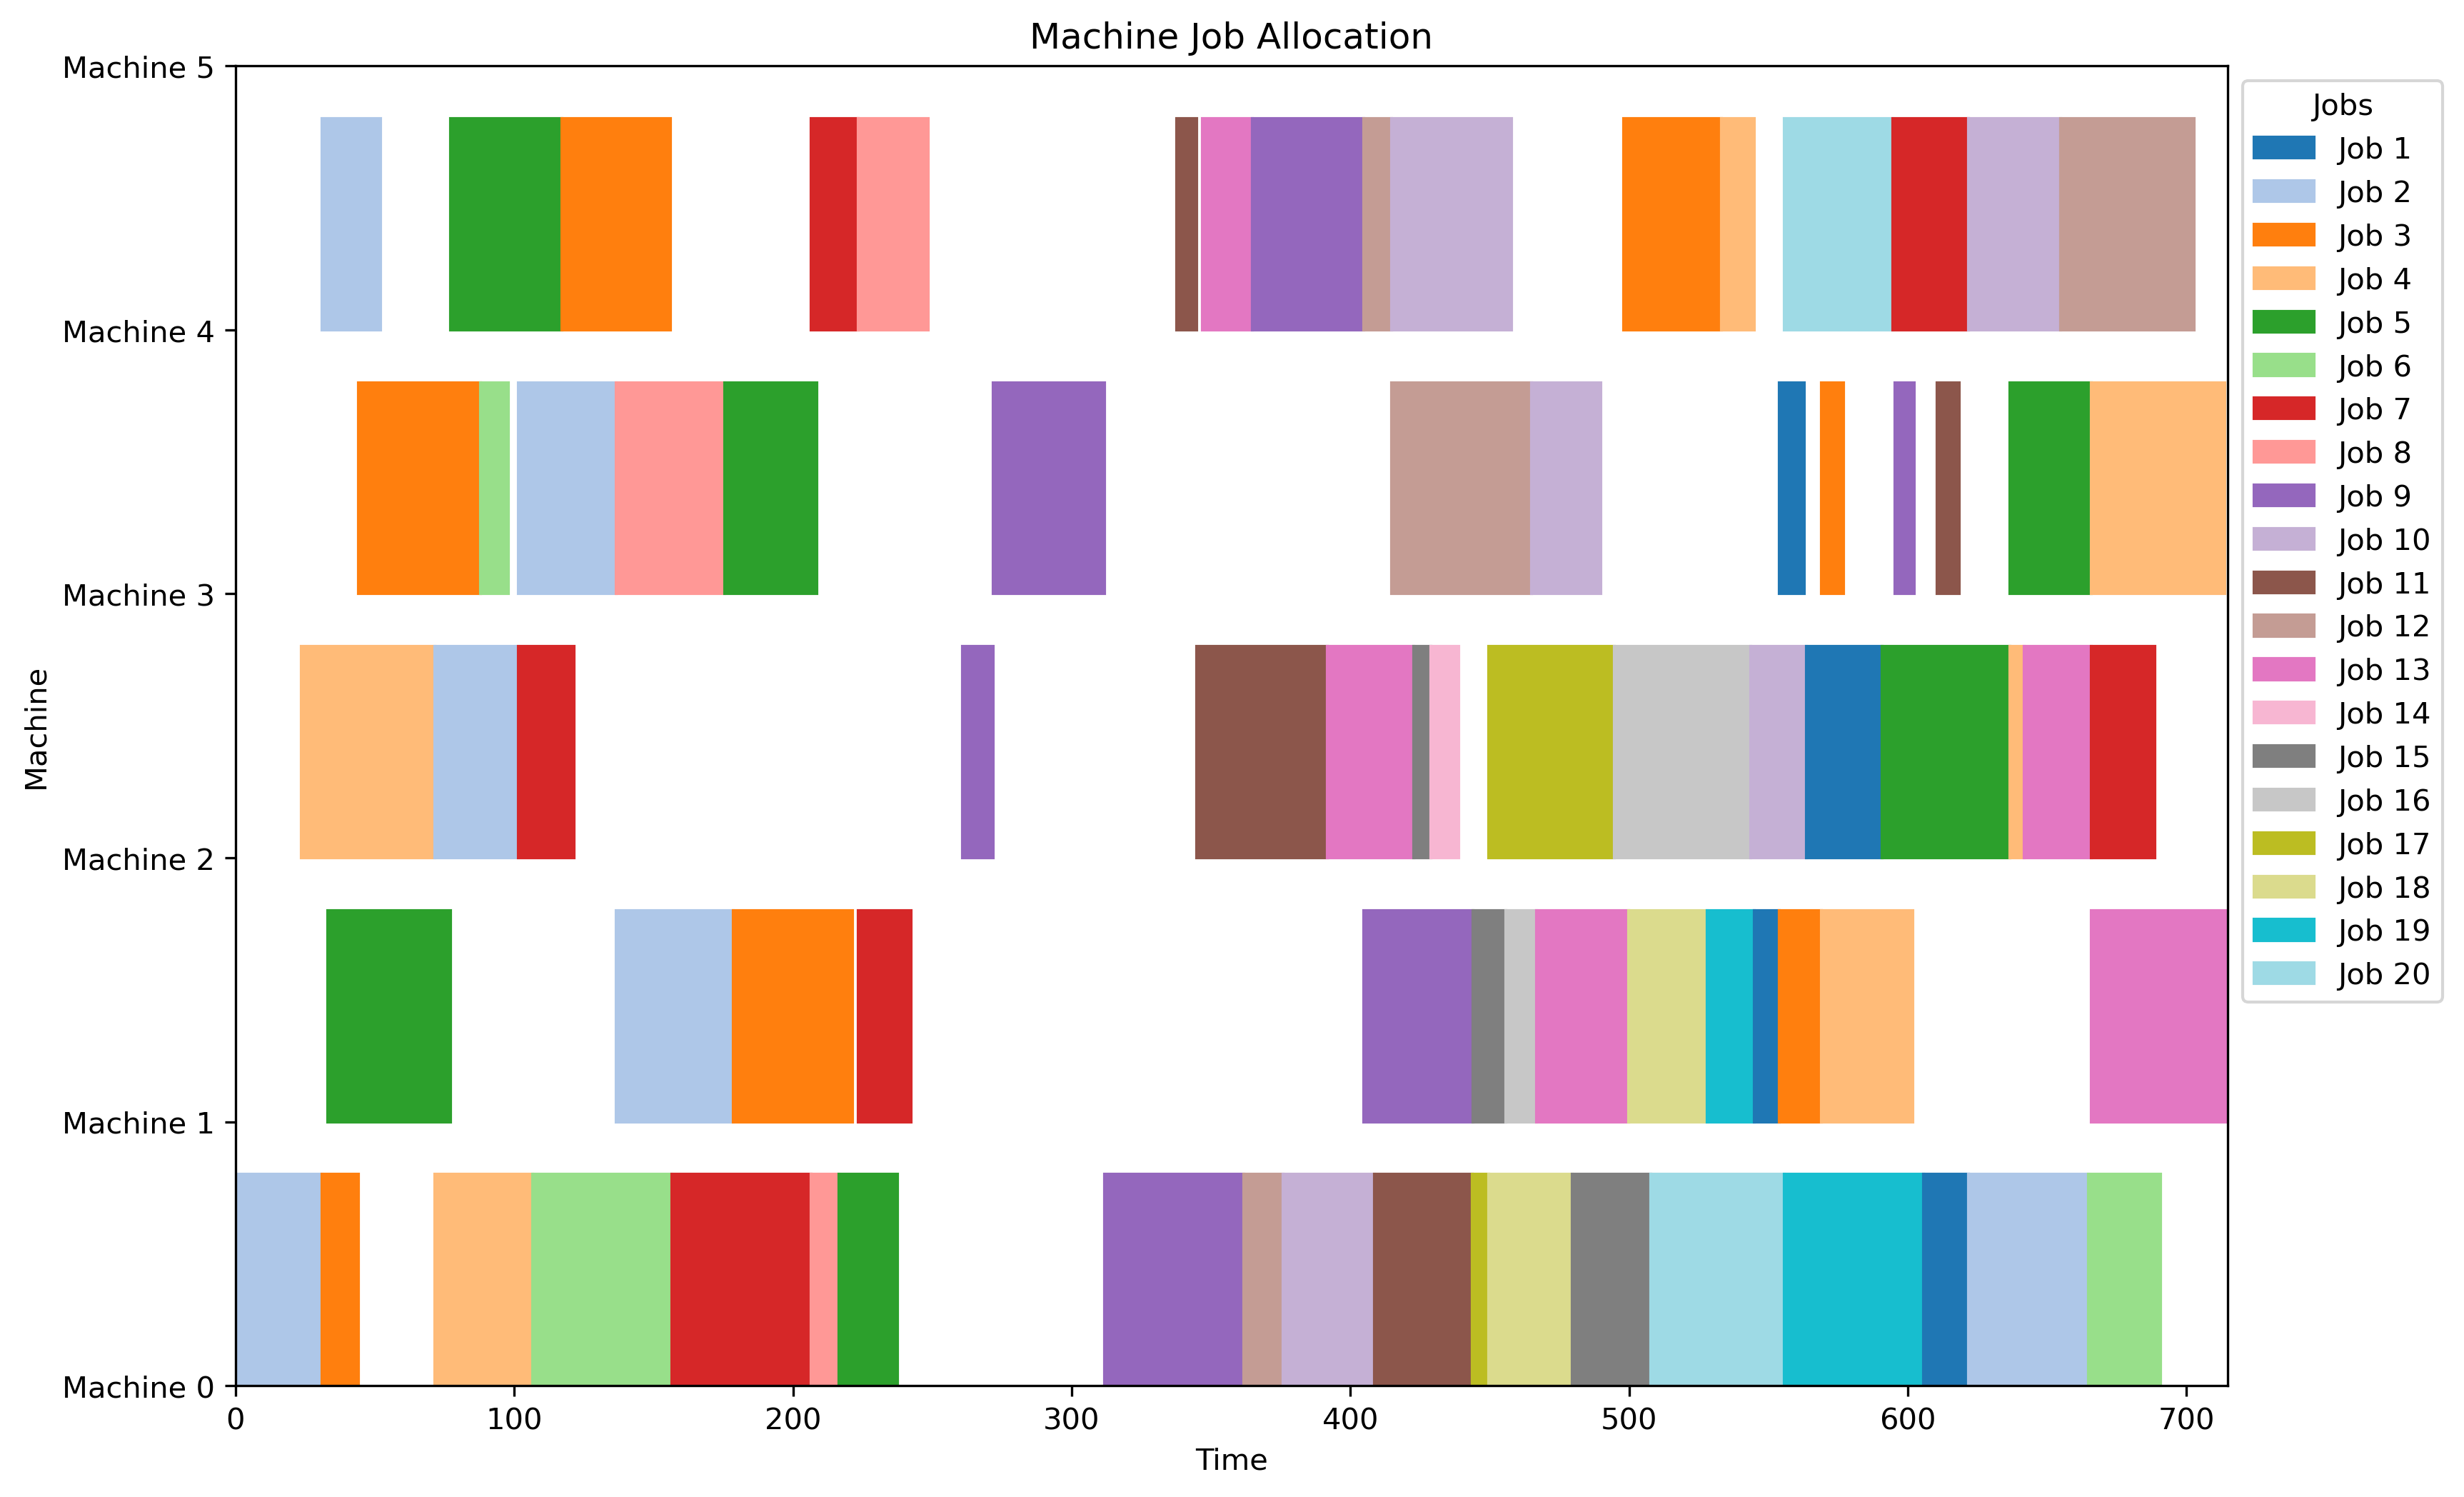 Machine Job Allocation
Machine 5
Machine 4
Machine 3
Machine 2
Machine 1
Machine 0
Machine
0 100 200 300 400 500 600 700
Time
Jobs
Job 1
Job 2
Job 3
Job 4
Job 5
Job 6
Job 7
Job 8
Job 9
Job 10
Job 11
Job 12
Job 13
Job 14
Job 15
Job 16
Job 17
Job 18
Job 19
Job 20